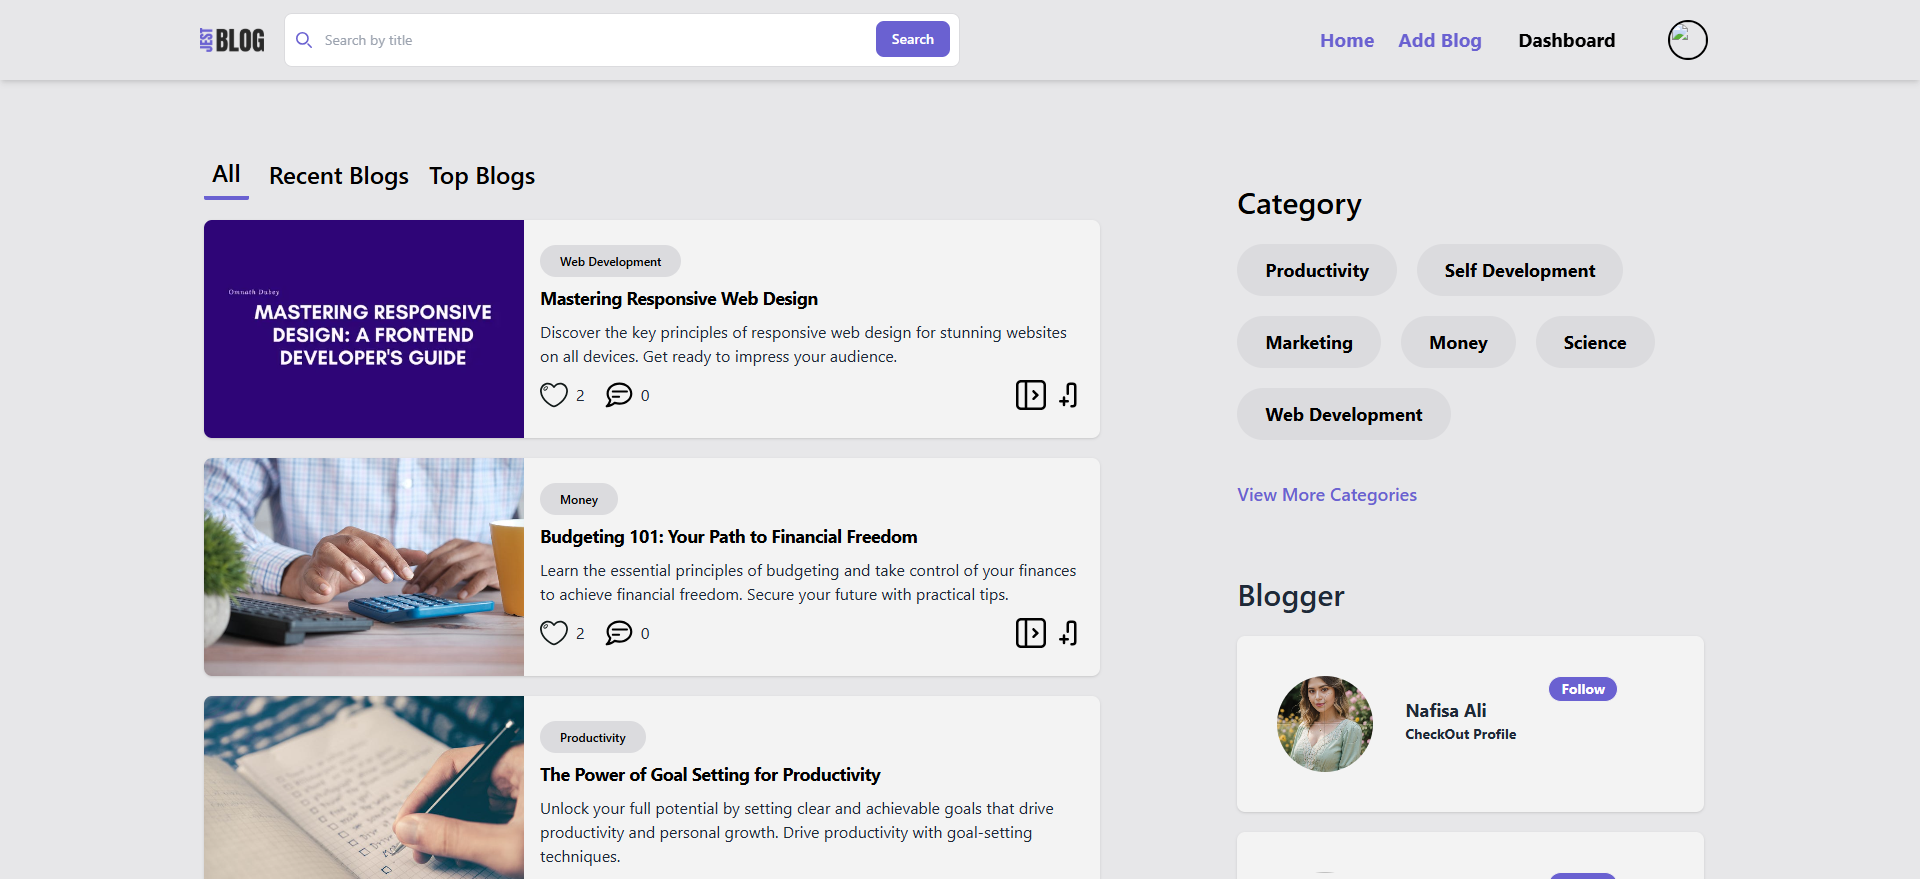 JEST BLOG
Search by title
Search
Home
Add Blog
Dashboard
All
Recent Blogs
Top Blogs
Omnath Dubey
MASTERING RESPONSIVE
DESIGN: A FRONTEND
DEVELOPER'S GUIDE
Web Development
Mastering Responsive Web Design
Discover the key principles of responsive web design for stunning websites
on all devices. Get ready to impress your audience.
2
0
Money
Budgeting 101: Your Path to Financial Freedom
Learn the essential principles of budgeting and take control of your finances
to achieve financial freedom. Secure your future with practical tips.
2
0
Productivity
The Power of Goal Setting for Productivity
Unlock your full potential by setting clear and achievable goals that drive
productivity and personal growth. Drive productivity with goal-setting
techniques.
Category
Productivity
Self Development
Marketing
Money
Science
Web Development
View More Categories
Blogger
Nafisa Ali
CheckOut Profile
Follow